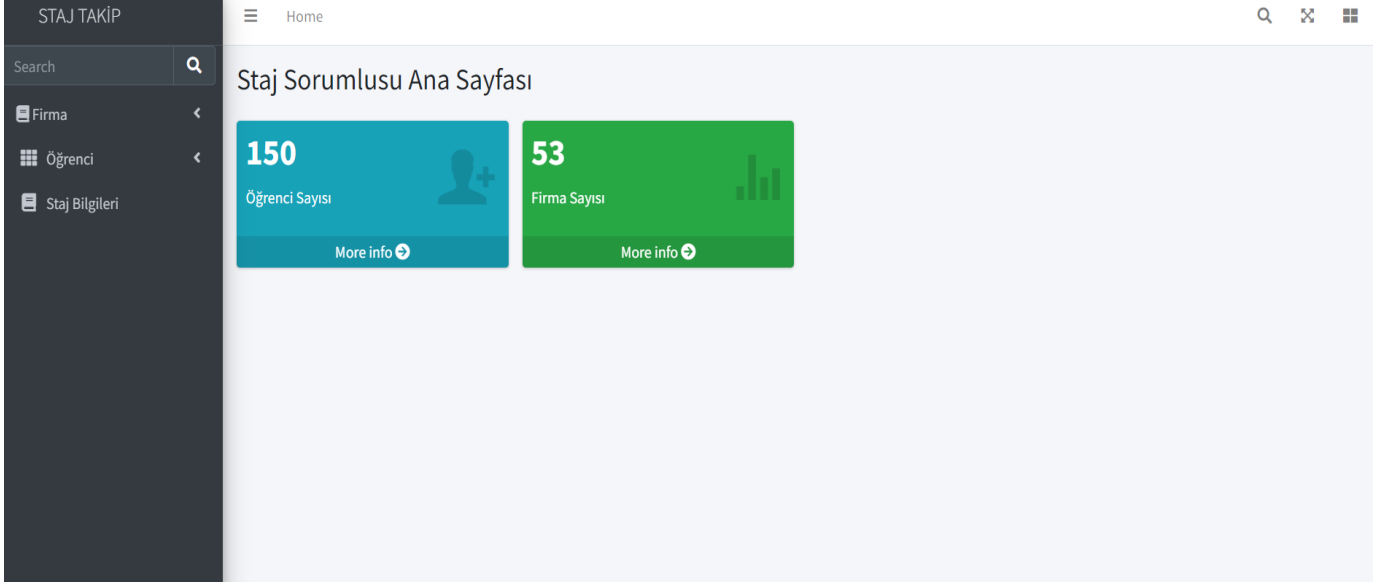 STAJ TAKİP
Home
Search
Firma
Öğrenci
Staj Bilgileri
Staj Sorumlusu Ana Sayfası
150
Öğrenci Sayısı
More info
53
Firma Sayısı
More info